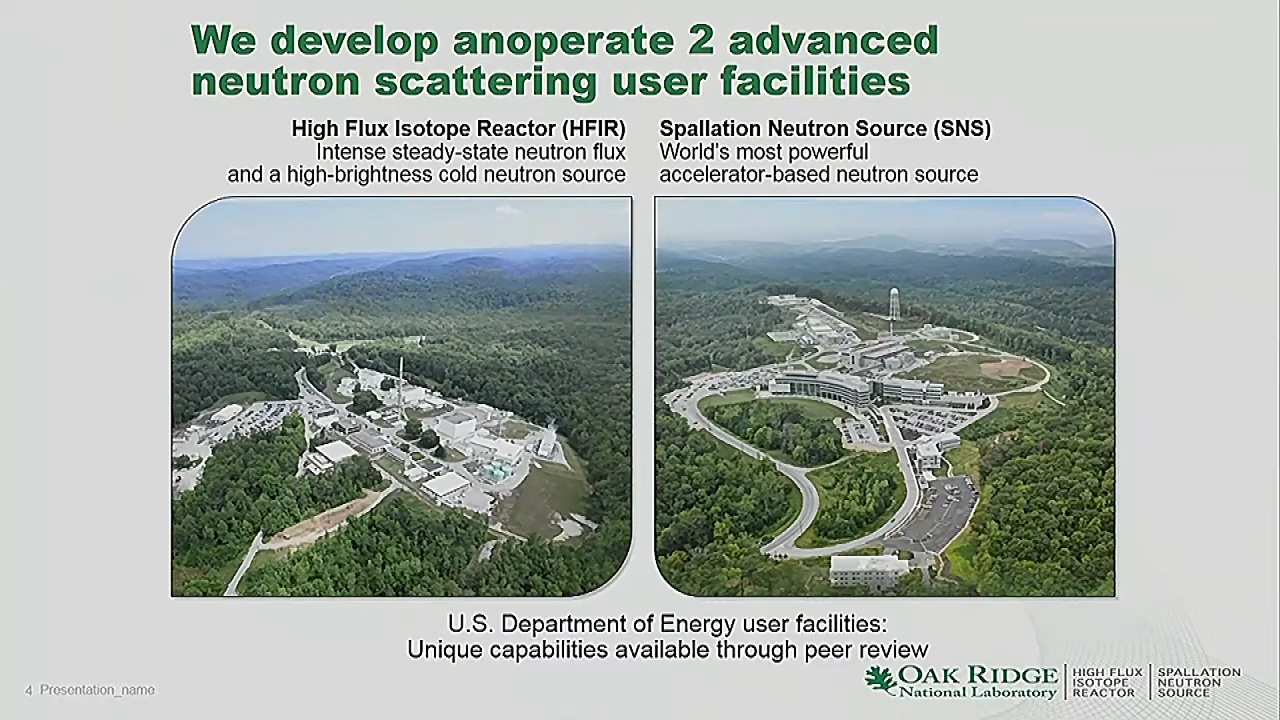 We develop anoperate 2 advanced
neutron scattering user facilities
High Flux Isotope Reactor (HFIR)
Intense steady-state neutron flux
and a high-brightness cold neutron source
Spallation Neutron Source (SNS)
World's most powerful
accelerator-based neutron source
U.S. Department of Energy user facilities:
Unique capabilities available through peer review
4 Presentation_name
OAK RIDGE
National Laboratory
HIGH FLUX
ISOTOPE
REACTOR
SPALLATION
NEUTRON
SOURCE